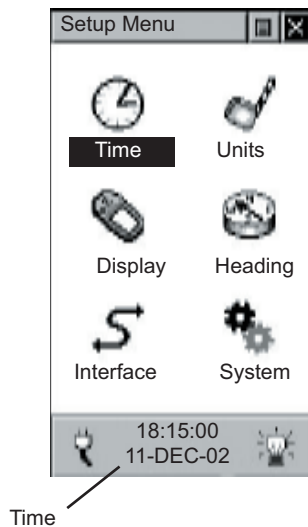 Setup Menu
Time Units
Display Heading
Interface System
18:15:00
11-DEC-02
Time